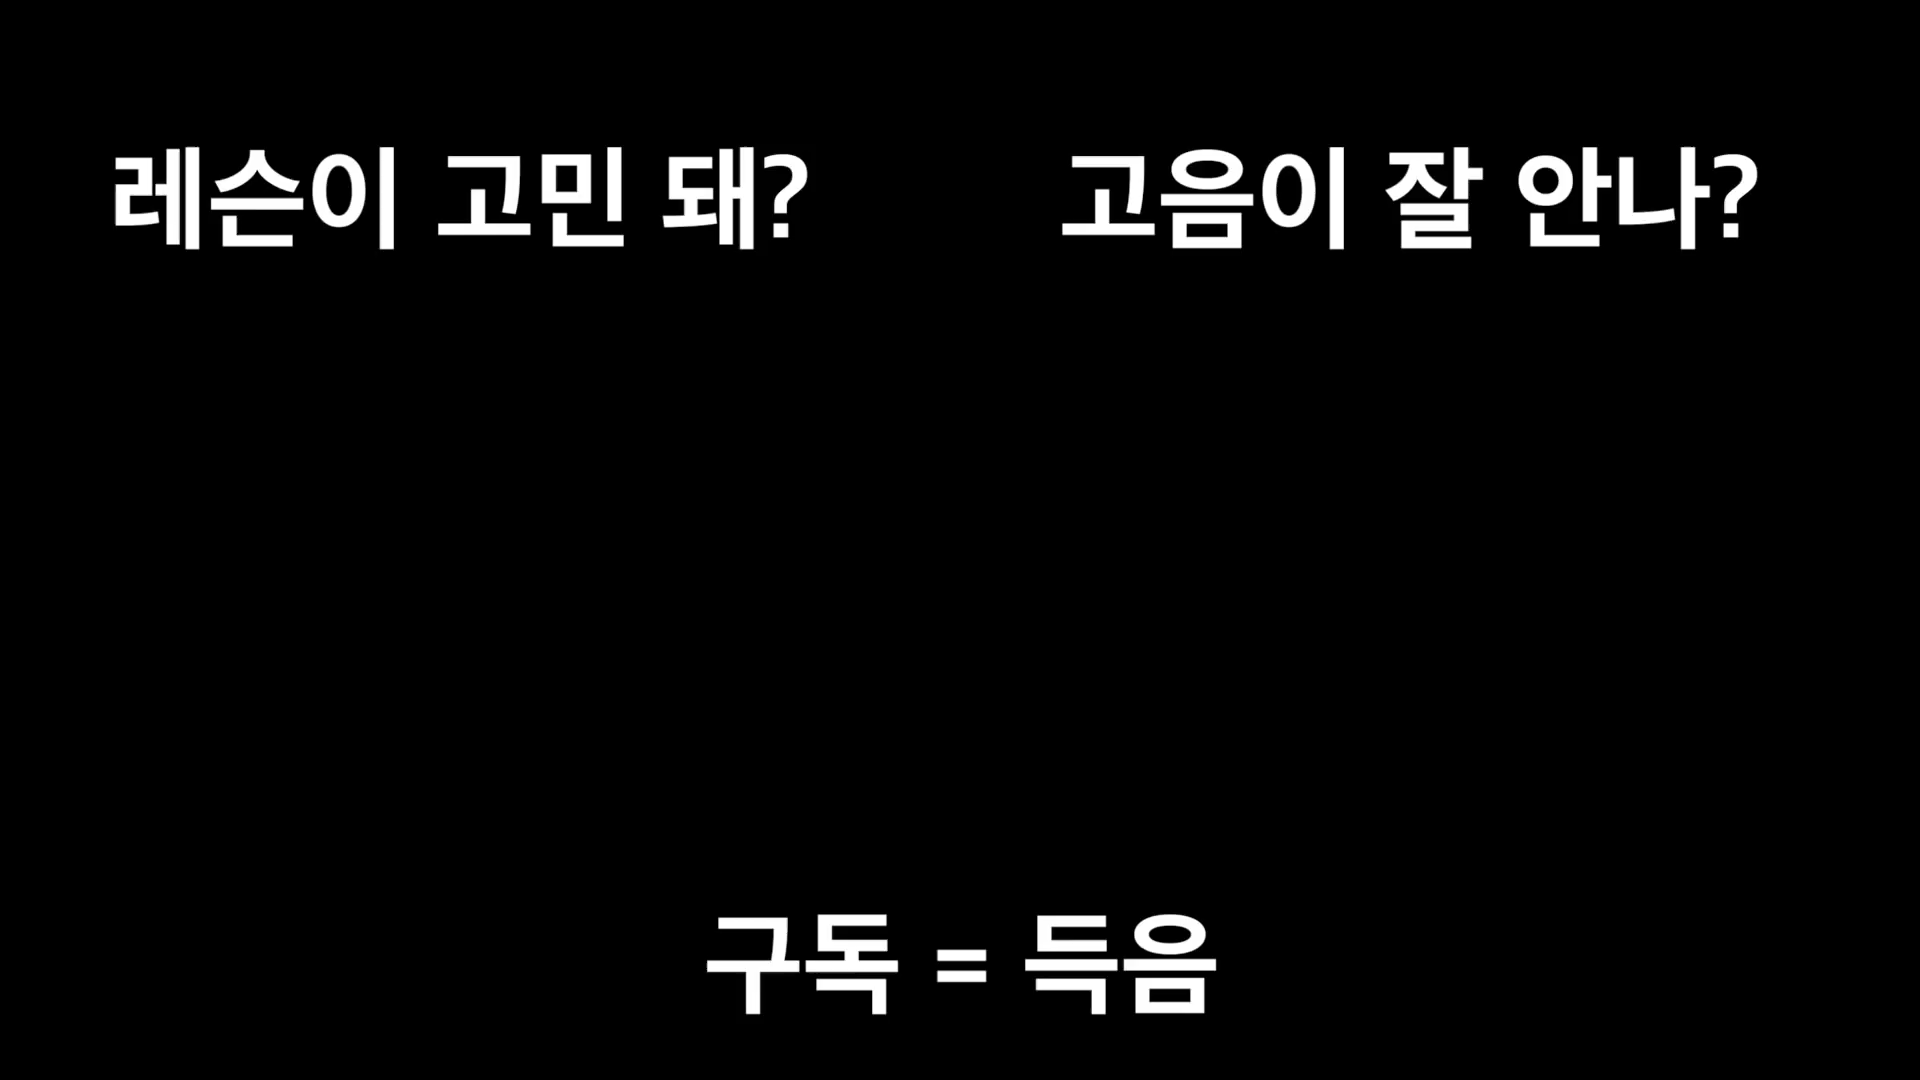 레슨이 고민 돼?
고음이 잘 안나?
구독 = 득음